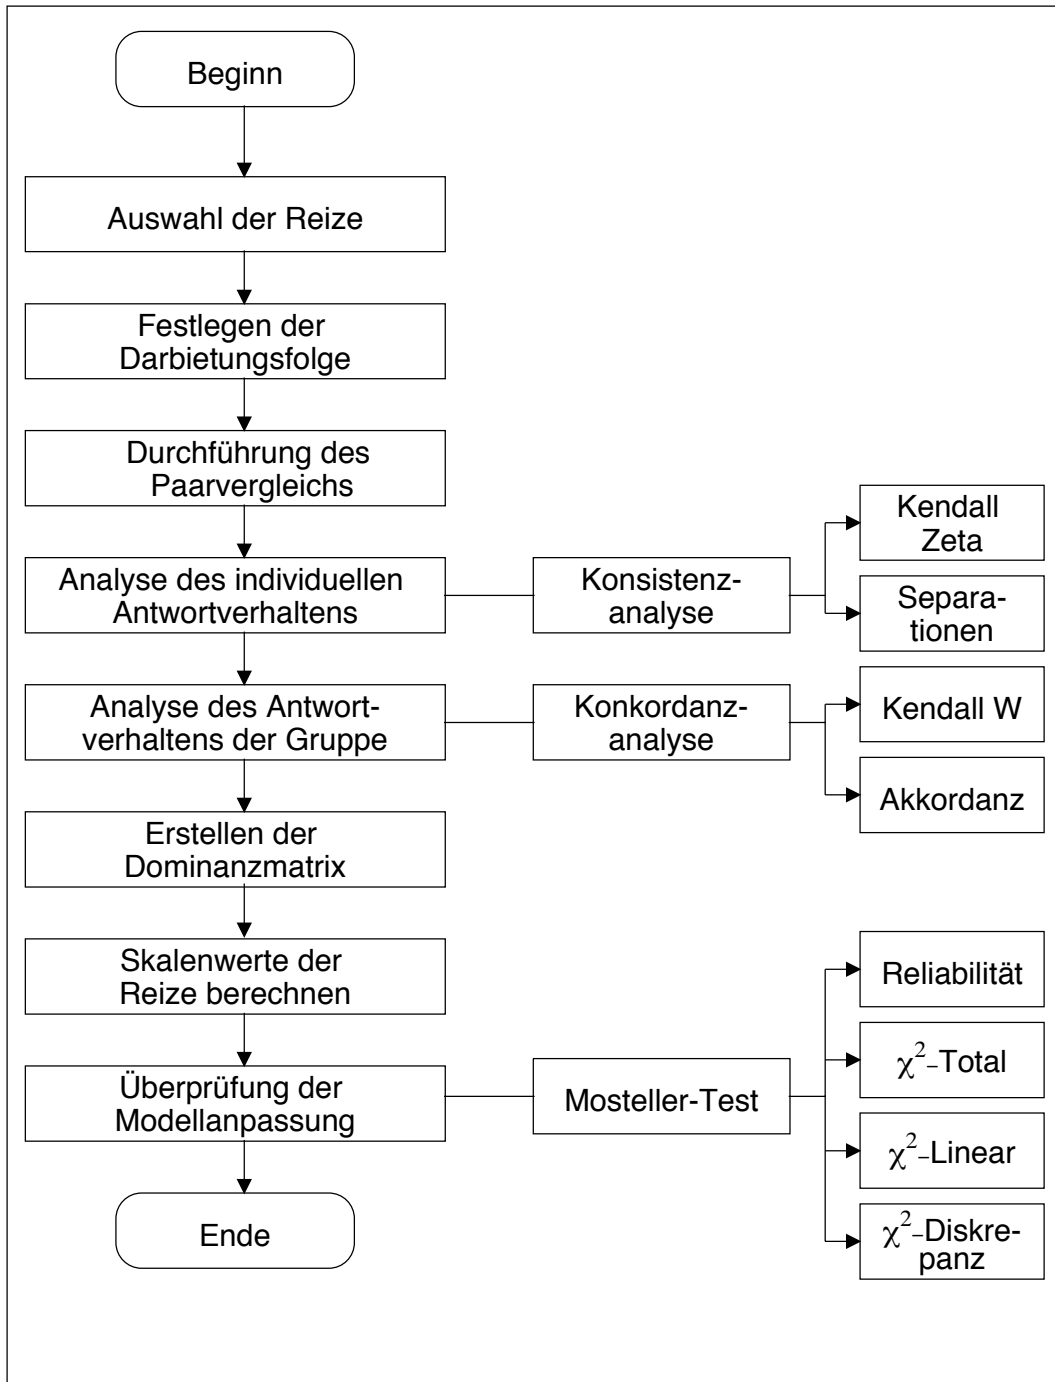 Beginn
Auswahl der Reize
Festlegen der
Darbietungsfolge
Durchführung des
Paarvergleichs
Analyse des individuellen
Antwortverhaltens
Konsistenz-
analyse
Kendall
Zeta
Separa-
tionen
Analyse des Antwort-
verhaltens der Gruppe
Konkordanz-
analyse
Kendall W
Akkordanz
Erstellen der
Dominanzmatrix
Skalenwerte der
Reize berechnen
Überprüfung der
Modellanpassung
Mosteller-Test
Reliabilität
χ²–Total
χ²–Linear
χ²–Diskre-
panz
Ende